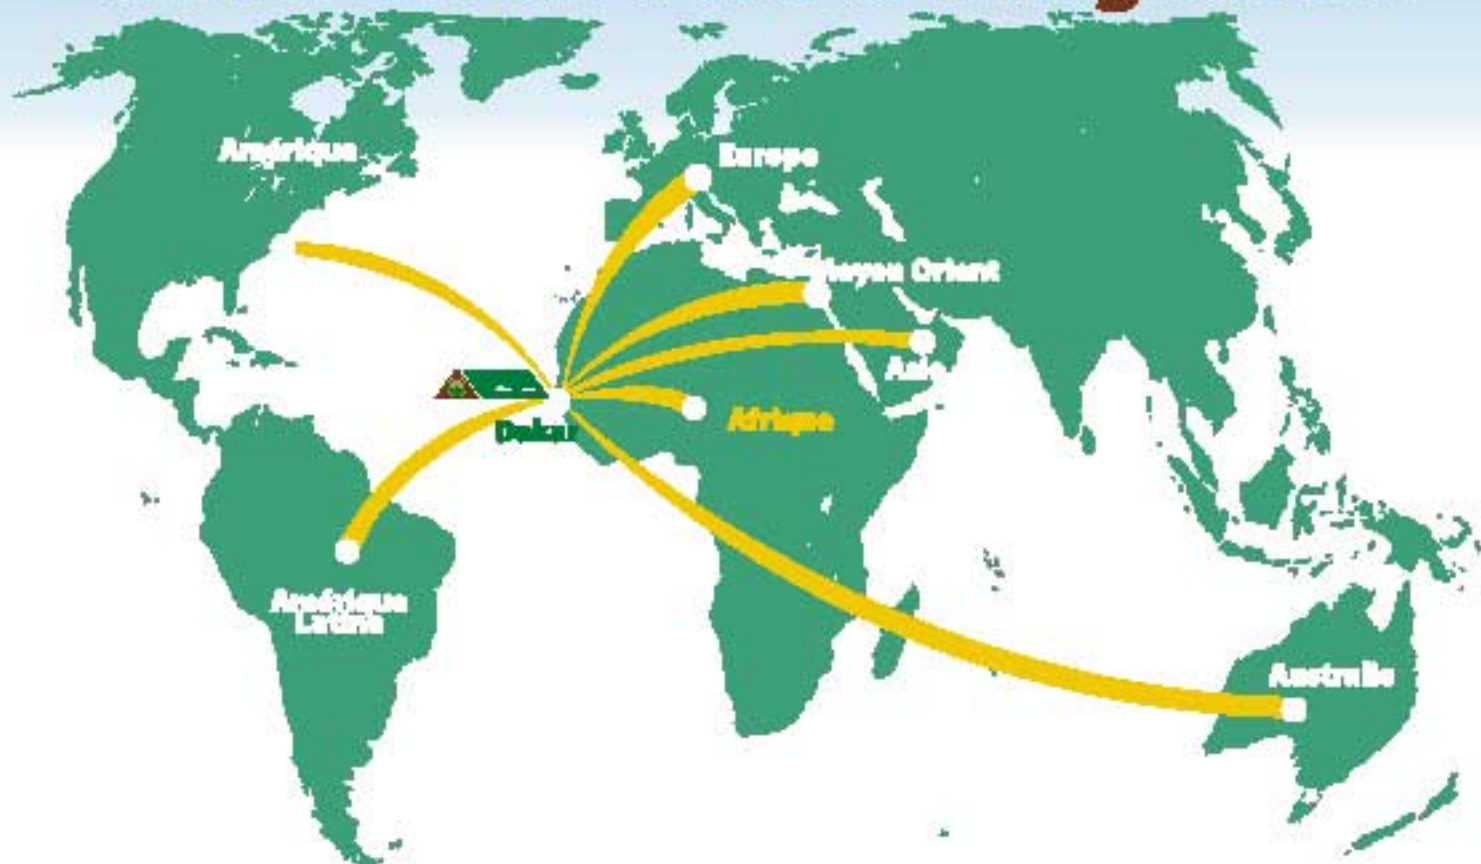 Amérique
Europe
Moyen Orient
Asie
Afrique
Dakar
Amérique
Latine
Australie